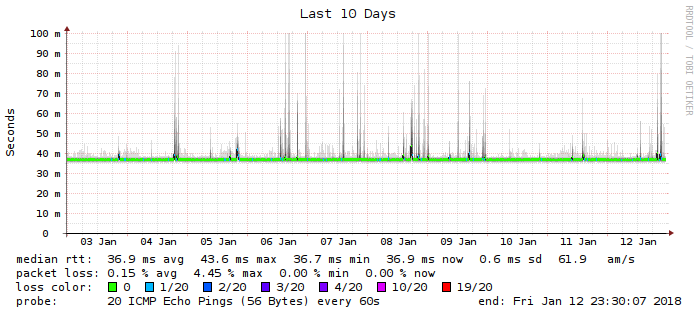 Last 10 Days
RRDTOOL / TOBI OETIKER
Seconds
100 m
90 m
80 m
70 m
60 m
50 m
40 m
30 m
20 m
10 m
0
03 Jan 04 Jan 05 Jan 06 Jan 07 Jan 08 Jan 09 Jan 10 Jan 11 Jan 12 Jan
median rtt: 36.9 ms avg 43.6 ms max 36.7 ms min 36.9 ms now 0.6 ms sd 61.9 am/s
packet loss: 0.15 % avg 4.45 % max 0.00 % min 0.00 % now
loss color: 0 1/20 2/20 3/20 4/20 10/20 19/20
probe: 20 ICMP Echo Pings (56 Bytes) every 60s end: Fri Jan 12 23:30:07 2018